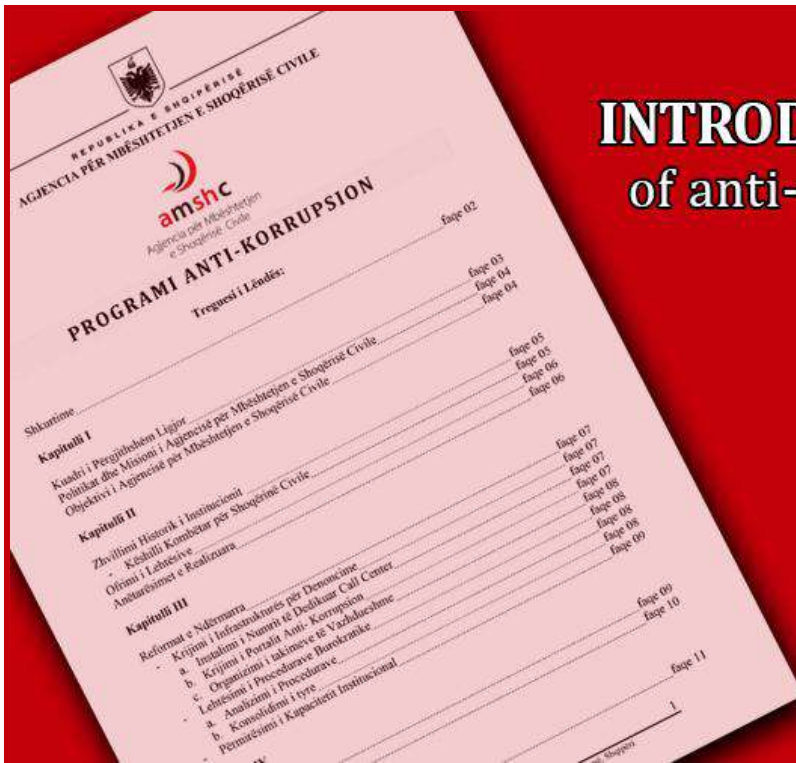 REPUBLIKA E SHQIPËRISË
AGJENCIA PËR MBËSHTETJEN E SHOQËRISË CIVILE
amshc
Agjencia për Mbështetjen
e Shoqërisë Civile
PROGRAMI ANTI-KORRUPSION
Treguesi i Lëndës:
Shkurtime faqe 02
Kapitulli I
Kuadri i Përgjithshëm Ligjor faqe 03
Politikat dhe Misioni i Agjencisë për Mbështetjen e Shoqërisë Civile faqe 04
Objektivi i Agjencisë për Mbështetjen e Shoqërisë Civile faqe 04
Kapitulli II
Zhvillimi Historik i Institucionit faqe 05
- Këshilli Kombëtar për Shoqërinë Civile faqe 05
Ofrimi i Lehtësive faqe 06
Anëtarësimet e Realizuara faqe 06
Kapitulli III
Reformat e Ndërmarra faqe 07
- Krijimi i Infrastrukturës për Denoncime faqe 07
a. Instalimi i Numrit të Dedikuar Call Center faqe 07
b. Krijimi i Portalit Anti- Korrupsion faqe 07
c. Organizimi i takimeve të Vazhdueshme faqe 08
- Lehtësimi i Procedurave Burokratike faqe 08
a. Analizimi i Procedurave faqe 08
b. Konsolidimi i tyre faqe 08
- Përmirësimi i Kapacitetit Institucional faqe 09
faqe 09
faqe 10
faqe 11
1
INTROD
of anti-